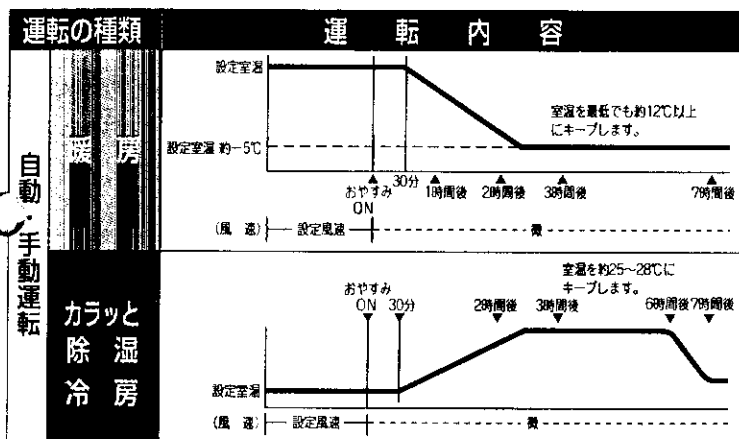 運転の種類
運転内容
自動・手動運転
暖房
設定室温
室温を最低でも約12℃以上
にキープします。
設定室温 約−5℃
おやすみ
ON
30分
1時間後
2時間後
3時間後
7時間後
(風 速)
設定風速
微
カラッと
除湿
冷房
室温を約25〜28℃に
キープします。
おやすみ
ON
30分
2時間後
3時間後
6時間後
7時間後
設定室温
(風 速)
設定風速
微